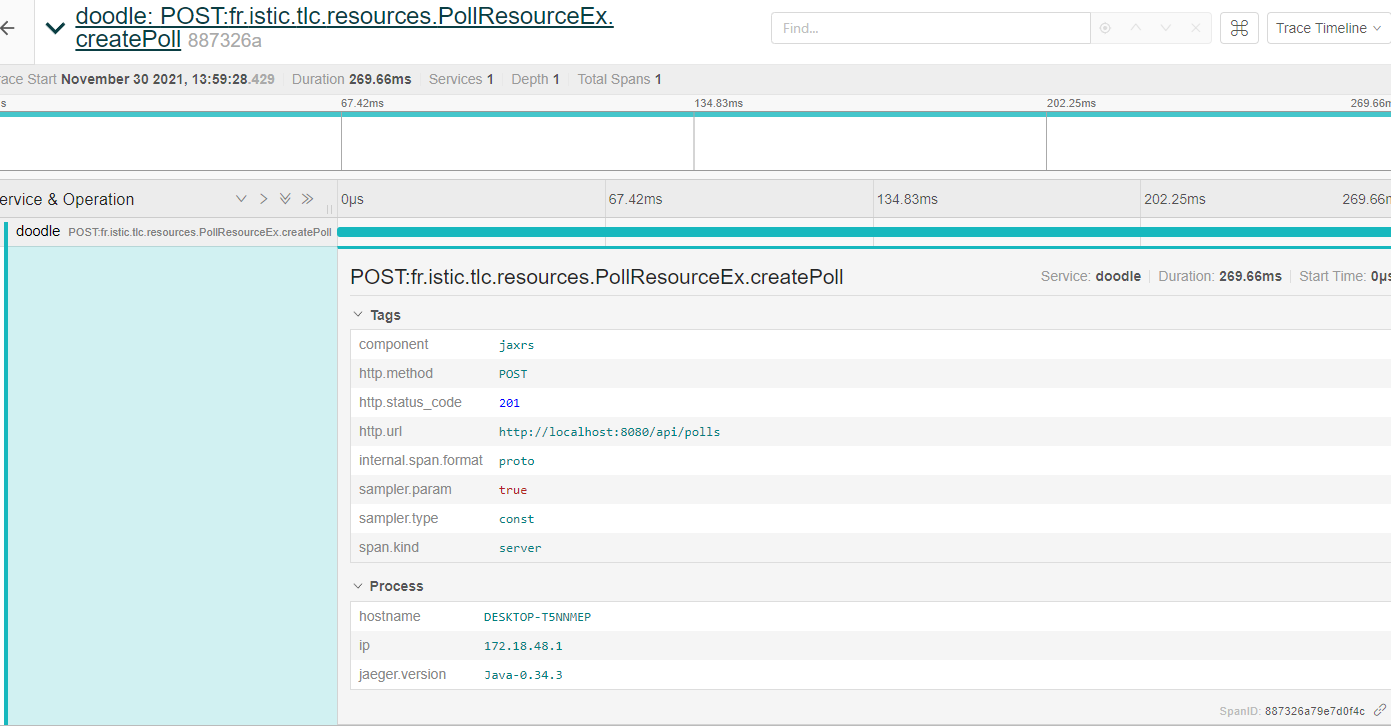 doodle: POST:fr.istic.tlc.resources.PollResourceEx.
createPoll 887326a
Find...
Trace Timeline
race Start November 30 2021, 13:59:28.429 Duration 269.66ms Services 1 Depth 1 Total Spans 1
s 67.42ms 134.83ms 202.25ms 269.66m
ervice & Operation 0μs 67.42ms 134.83ms 202.25ms 269.66m
doodle POST:fr.istic.tlc.resources.PollResourceEx.createPoll
POST:fr.istic.tlc.resources.PollResourceEx.createPoll Service: doodle Duration: 269.66ms Start Time: 0μs
Tags
component jaxrs
http.method POST
http.status_code 201
http.url http://localhost:8080/api/polls
internal.span.format proto
sampler.param true
sampler.type const
span.kind server
Process
hostname DESKTOP-T5NNMEP
ip 172.18.48.1
jaeger.version Java-0.34.3
SpanID: 887326a79e7d0f4c